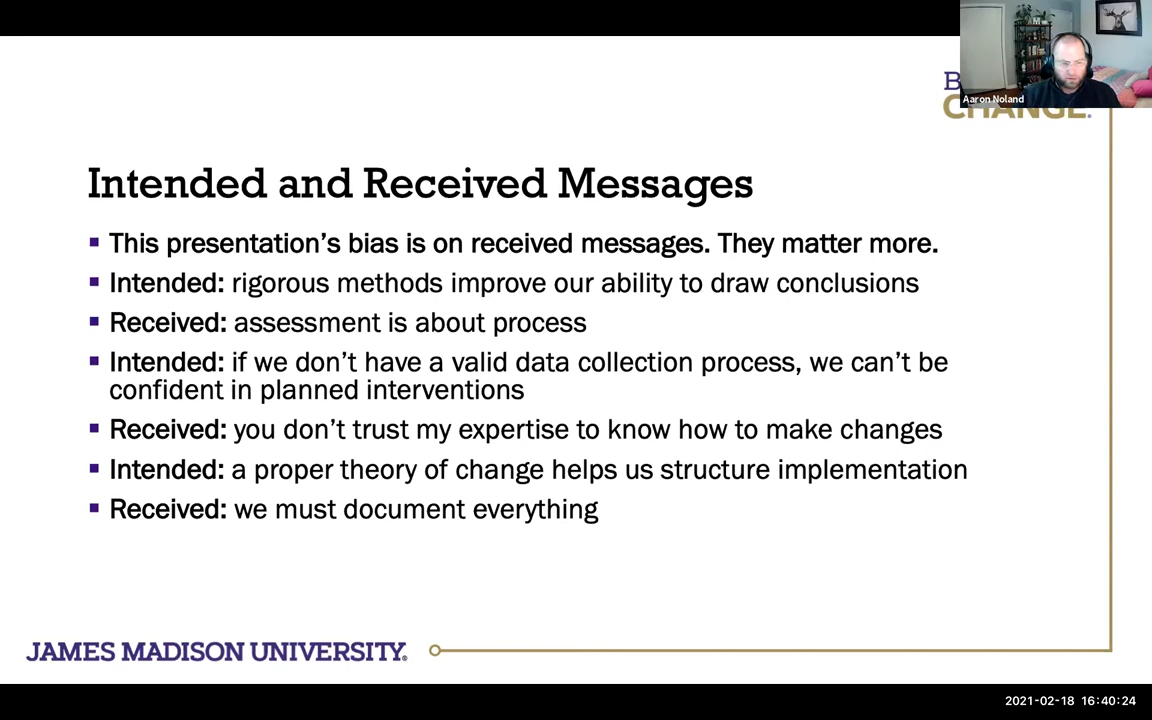 Aaron Noland
CHANGE.
Intended and Received Messages
▪ This presentation's bias is on received messages. They matter more.
▪ Intended: rigorous methods improve our ability to draw conclusions
▪ Received: assessment is about process
▪ Intended: if we don't have a valid data collection process, we can't be
confident in planned interventions
▪ Received: you don't trust my expertise to know how to make changes
▪ Intended: a proper theory of change helps us structure implementation
▪ Received: we must document everything
JAMES MADISON UNIVERSITY®
2021-02-18 16:40:24